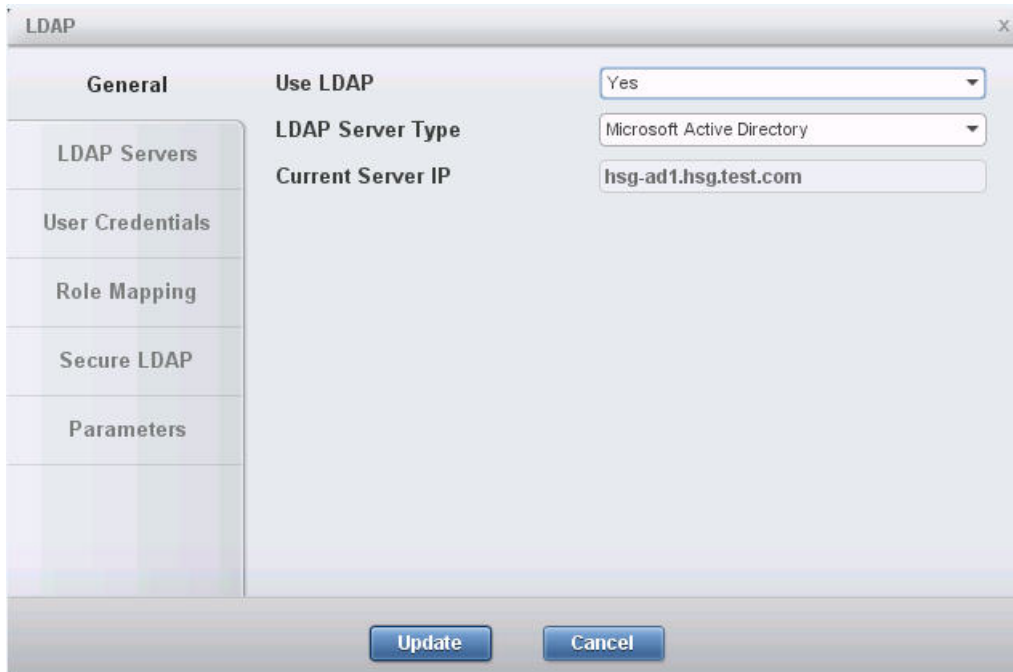 LDAP
x
General
Use LDAP
Yes
LDAP Server Type
Microsoft Active Directory
Current Server IP
hsg-ad1.hsg.test.com
LDAP Servers
User Credentials
Role Mapping
Secure LDAP
Parameters
Update
Cancel